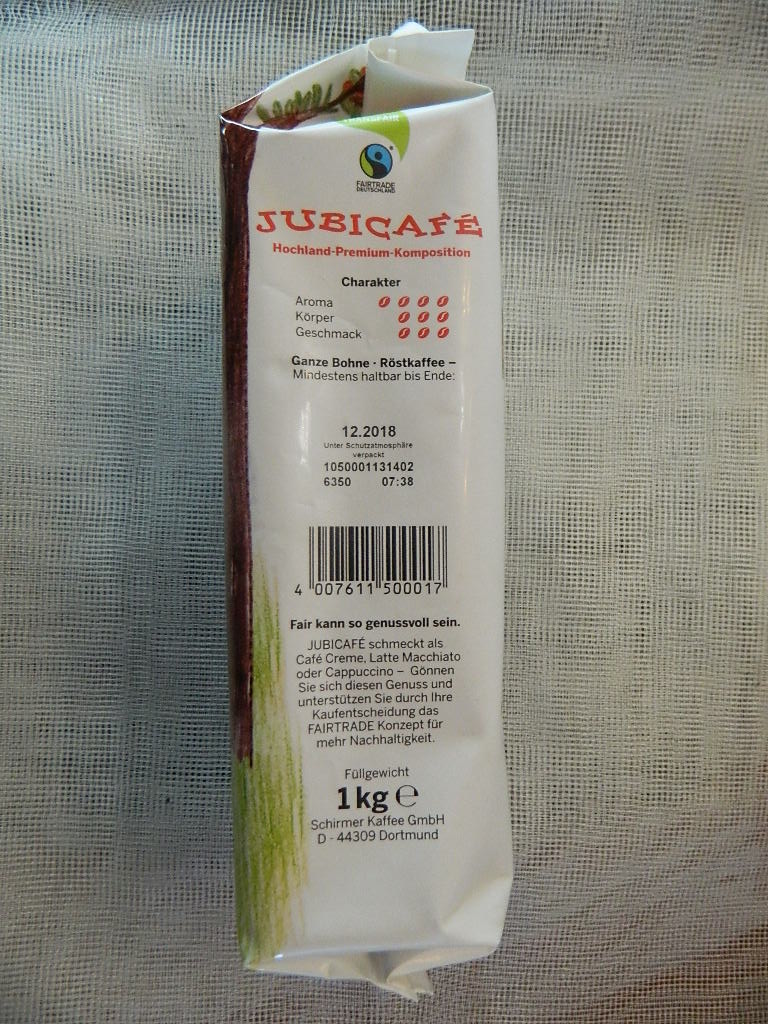 TRANSFAIR
FAIRTRADE
DEUTSCHLAND
JUBICAFÉ
Hochland-Premium-Komposition
Charakter
Aroma
Körper
Geschmack
Ganze Bohne · Röstkaffee –
Mindestens haltbar bis Ende:
12.2018
Unter Schutzatmosphäre
verpackt
1050001131402
6350 07:38
4 007611 500017
Fair kann so genussvoll sein.
JUBICAFÉ schmeckt als
Café Creme, Latte Macchiato
oder Cappuccino – Gönnen
Sie sich diesen Genuss und
unterstützen Sie durch Ihre
Kaufentscheidung das
FAIRTRADE Konzept für
mehr Nachhaltigkeit.
Füllgewicht
1 kg ℮
Schirmer Kaffee GmbH
D - 44309 Dortmund